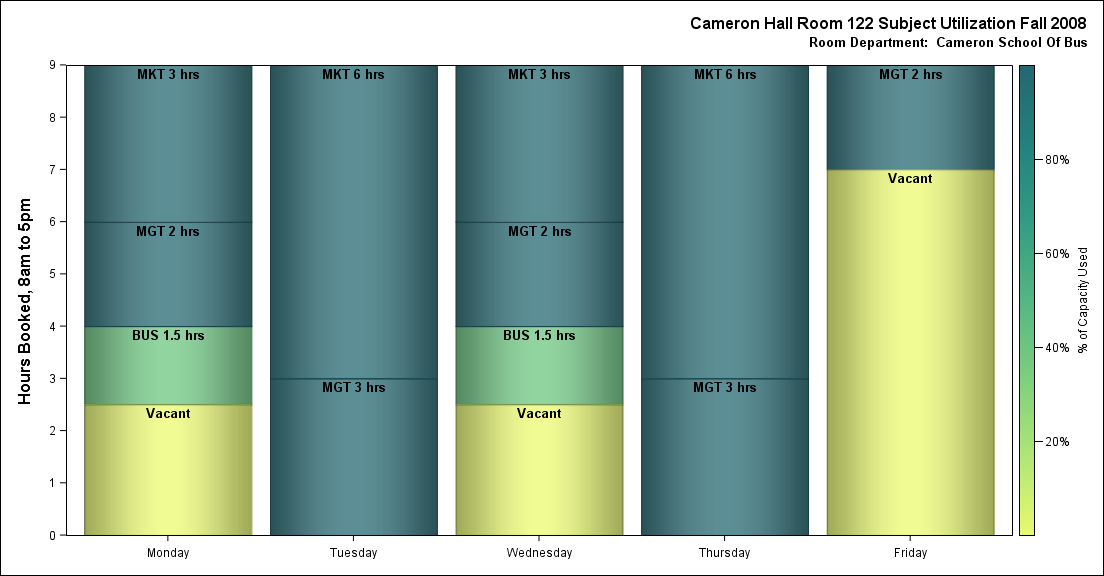 Cameron Hall Room 122 Subject Utilization Fall 2008
Room Department:  Cameron School Of Bus
Hours Booked, 8am to 5pm
9
8
7
6
5
4
3
2
1
0
MKT 3 hrs
MGT 2 hrs
BUS 1.5 hrs
Vacant
MKT 6 hrs
MGT 3 hrs
MKT 3 hrs
MGT 2 hrs
BUS 1.5 hrs
Vacant
MKT 6 hrs
MGT 3 hrs
MGT 2 hrs
Vacant
Monday
Tuesday
Wednesday
Thursday
Friday
80%
60%
40%
20%
% of Capacity Used